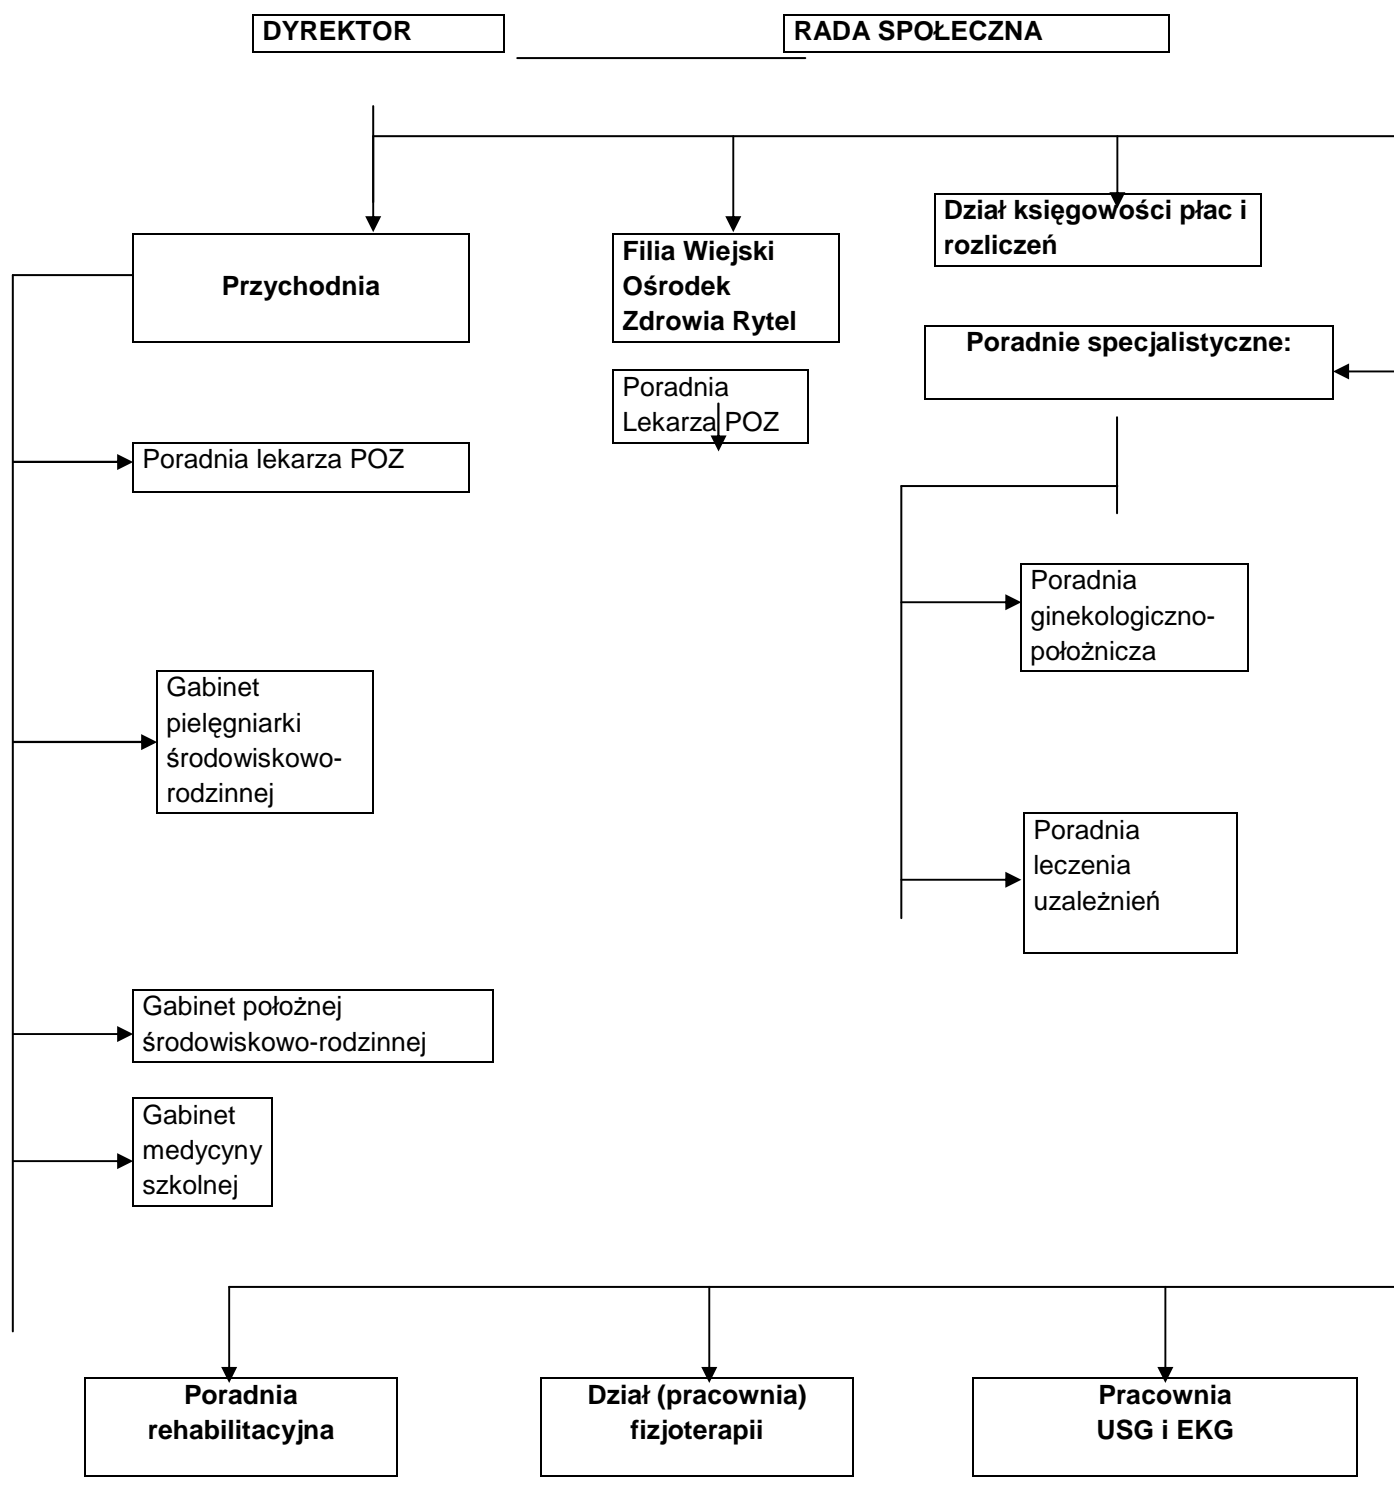 DYREKTOR
RADA SPOŁECZNA
Dział księgowości płac i
rozliczeń
Przychodnia
Filia Wiejski
Ośrodek
Zdrowia Rytel
Poradnie specjalistyczne:
Poradnia
Lekarza POZ
Poradnia lekarza POZ
Poradnia
ginekologiczno-
położnicza
Gabinet
pielęgniarki
środowiskowo-
rodzinnej
Poradnia
leczenia
uzależnień
Gabinet położnej
środowiskowo-rodzinnej
Gabinet
medycyny
szkolnej
Poradnia
rehabilitacyjna
Dział (pracownia)
fizjoterapii
Pracownia
USG i EKG